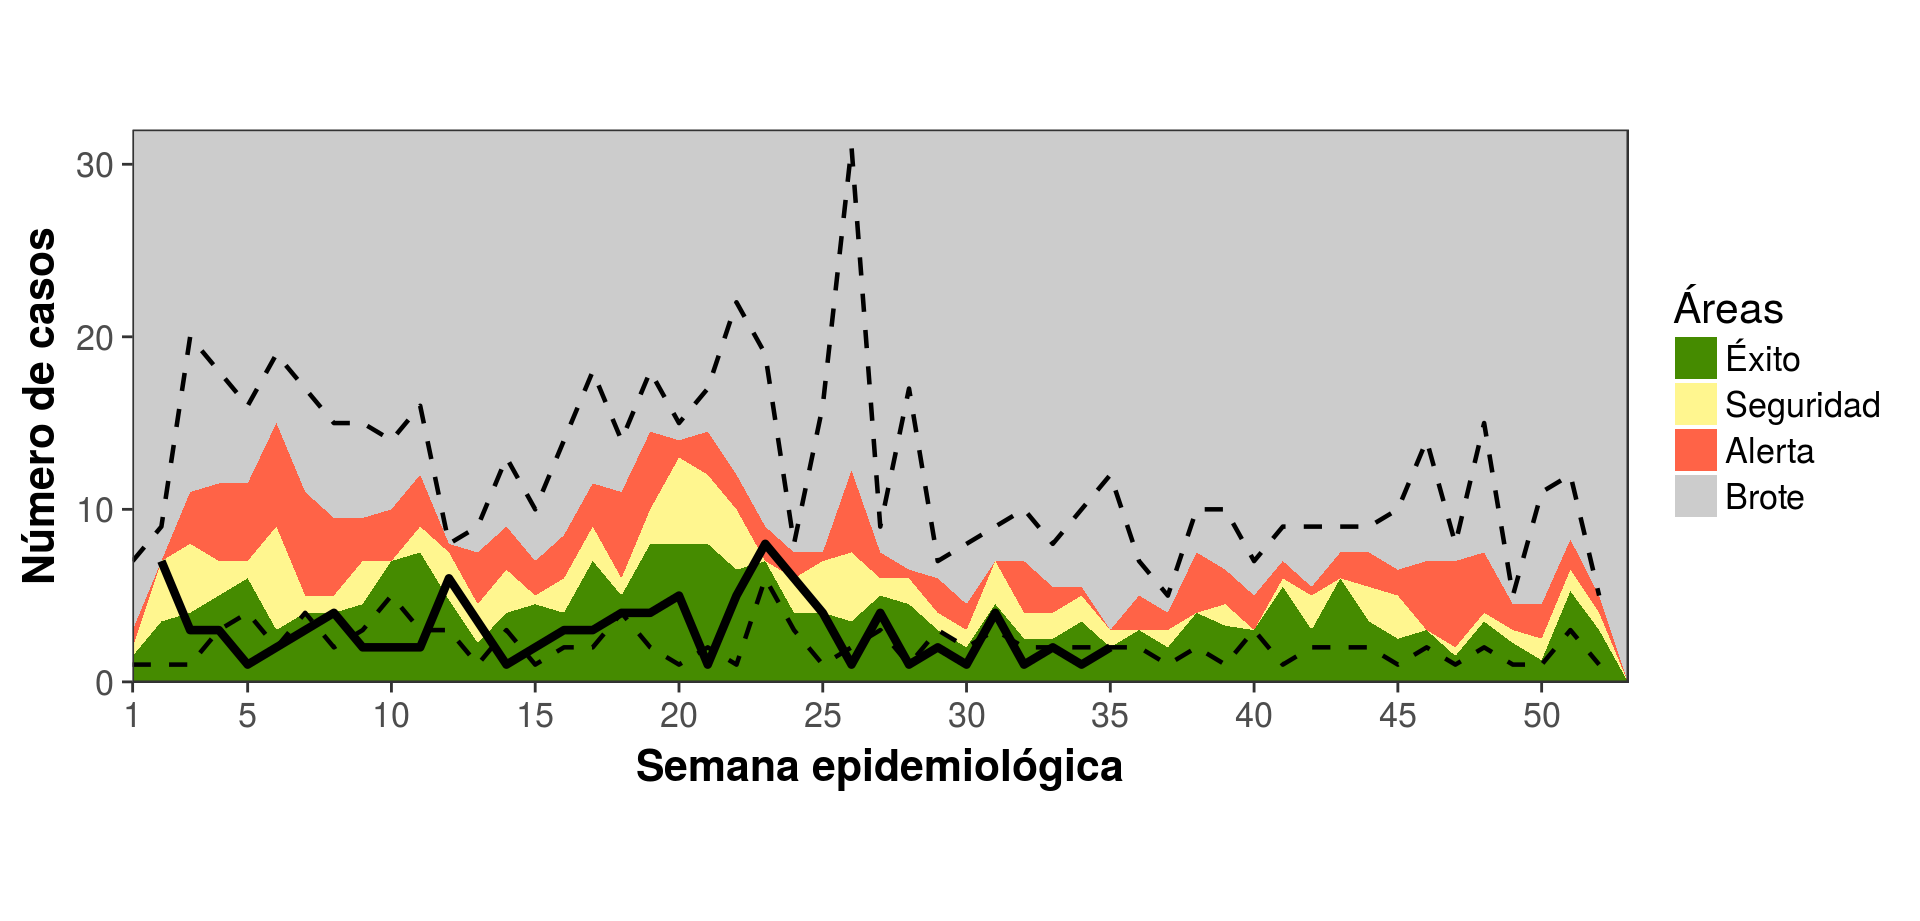 Número de casos
30
20
10
0
1 5 10 15 20 25 30 35 40 45 50
Semana epidemiológica
Áreas
Éxito
Seguridad
Alerta
Brote